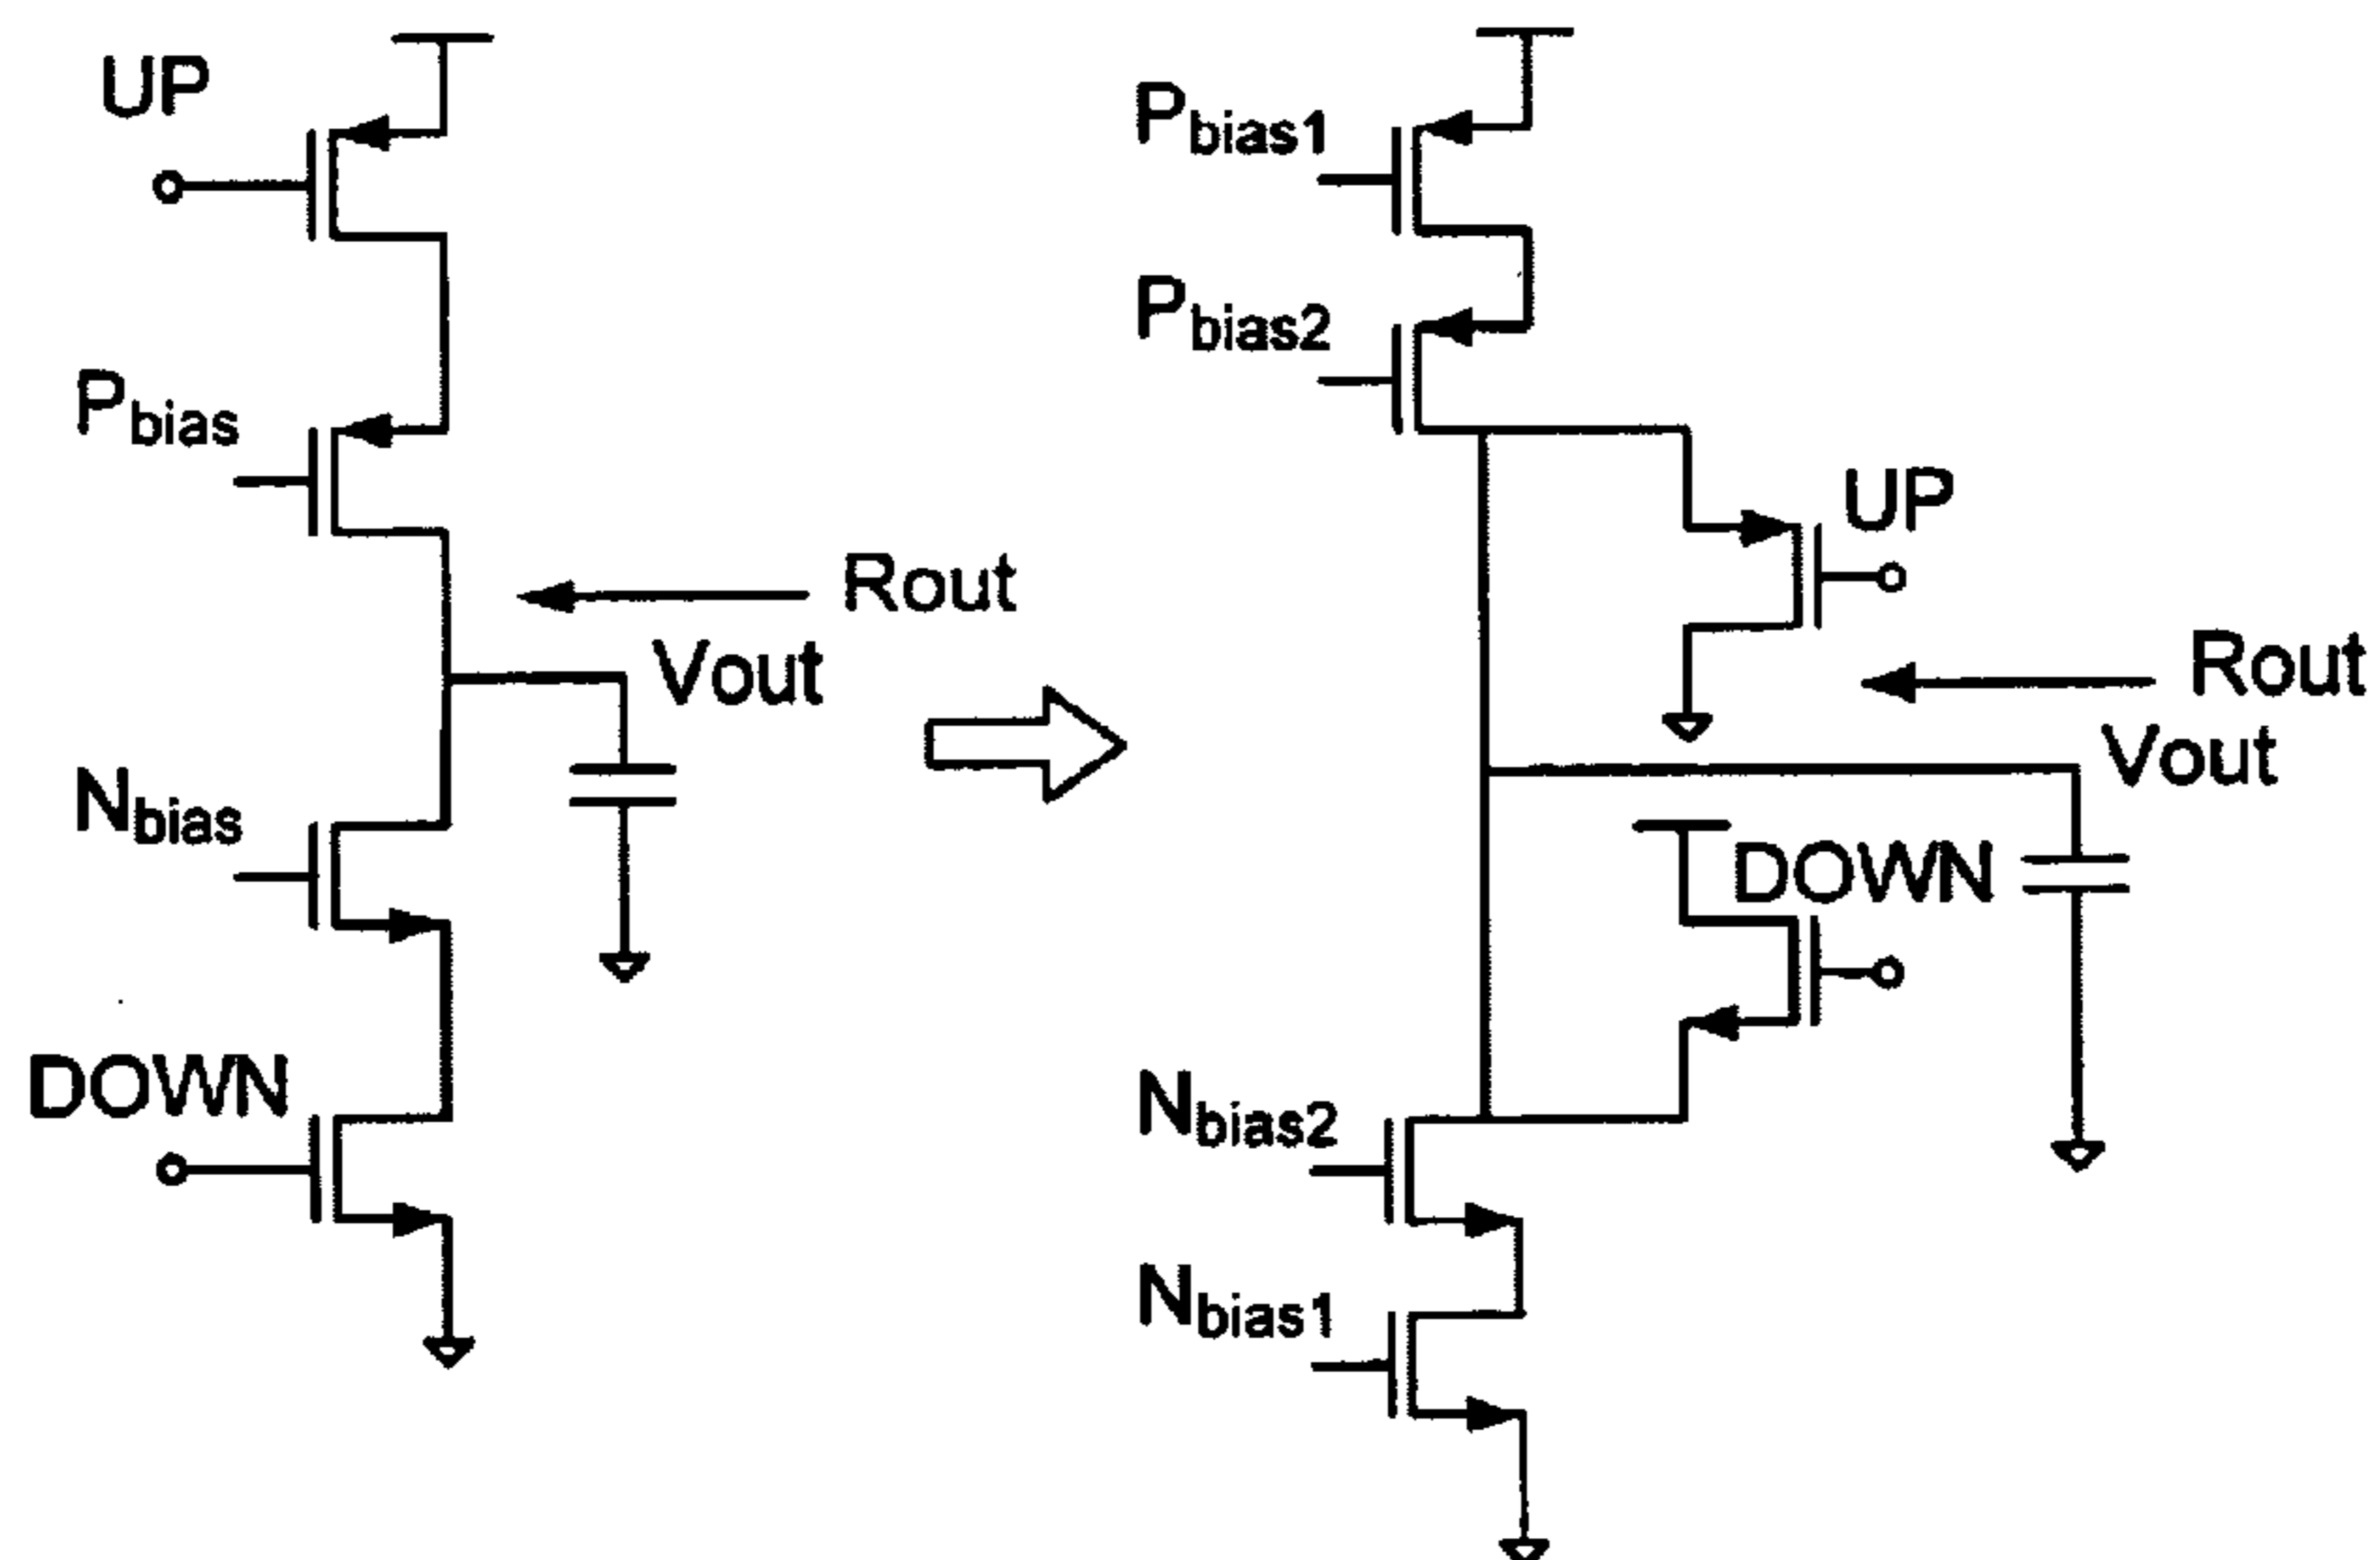 UP
Pbias
Rout
Vout
Nbias
DOWN
Pbias1
Pbias2
UP
Rout
Vout
DOWN
Nbias2
Nbias1